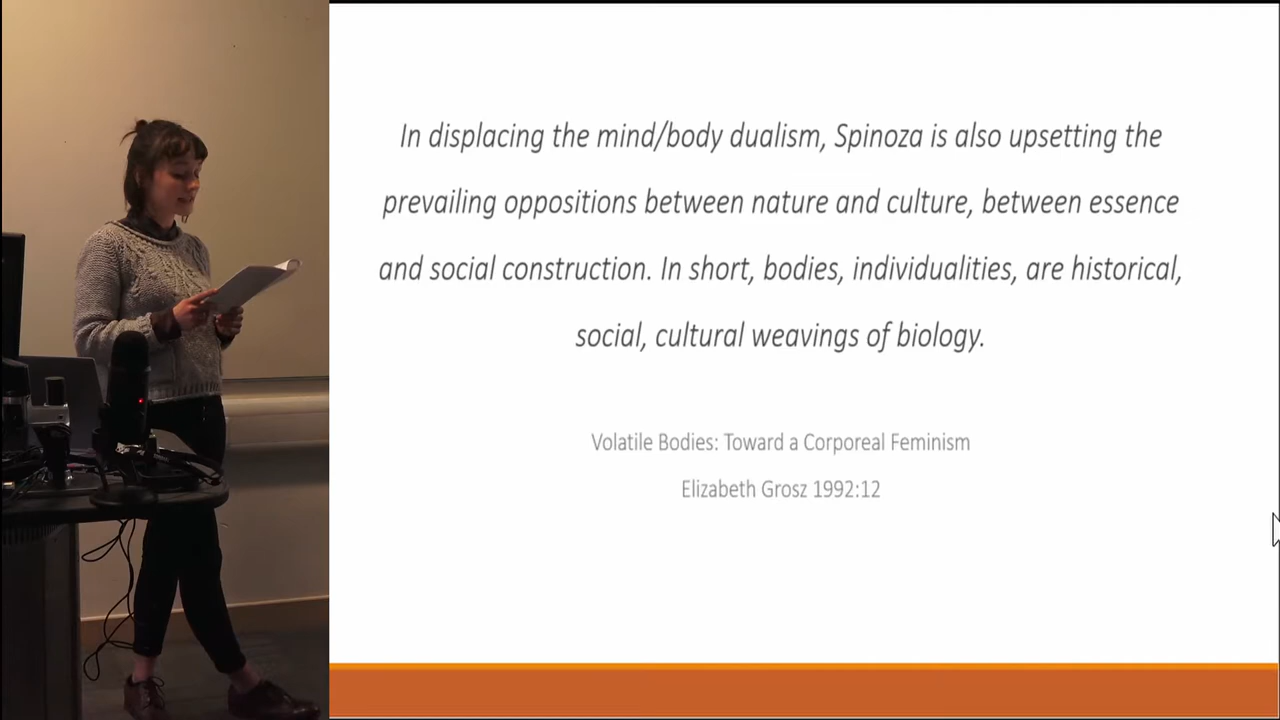 In displacing the mind/body dualism, Spinoza is also upsetting the
prevailing oppositions between nature and culture, between essence
and social construction. In short, bodies, individualities, are historical,
social, cultural weavings of biology.
Volatile Bodies: Toward a Corporeal Feminism
Elizabeth Grosz 1992:12